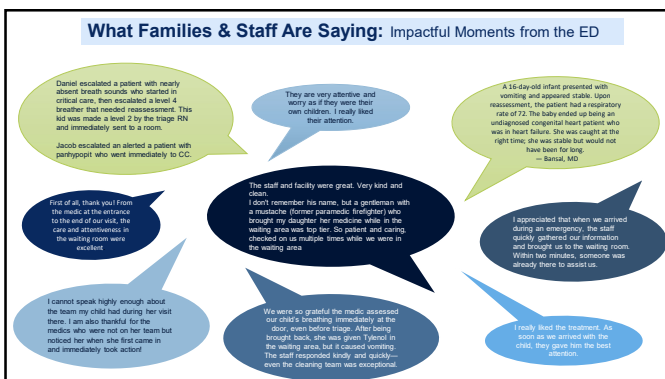 What Families & Staff Are Saying: Impactful Moments from the ED
Daniel escalated a patient with nearly
absent breath sounds who started in
critical care, then escalated a level 4
breather that needed reassessment. This
kid was made a level 2 by the triage RN
and immediately sent to a room.
Jacob escalated an alerted a patient with
panhypopit who went immediately to CC.
They are very attentive and
worry as if they were their
own children. I really liked
their attention.
A 16-day-old infant presented with
vomiting and appeared stable. Upon
reassessment, the patient had a respiratory
rate of 72. The baby ended up being an
undiagnosed congenital heart patient who
was in heart failure. She was caught at the
right time; she was stable but would not
have been for long.
— Bansal, MD
First of all, thank you! From
the medic at the entrance
to the end of our visit, the
care and attentiveness in
the waiting room were
excellent
The staff and facility were great. Very kind and
clean.
I don't remember his name, but a gentleman with
a mustache (former paramedic firefighter) who
brought my daughter her medicine while in the
waiting area was top tier. So patient and caring,
checked on us multiple times while we were in
the waiting area
I appreciated that when we arrived
during an emergency, the staff
quickly gathered our information
and brought us to the waiting room.
Within two minutes, someone was
already there to assist us.
I cannot speak highly enough about
the team my child had during her visit
there. I am also thankful for the
medics who were not on her team but
noticed her when she first came in
and immediately took action!
We were so grateful the medic assessed
our child's breathing immediately at the
door, even before triage. After being
brought back, she was given Tylenol in
the waiting area, but it caused vomiting.
The staff responded kindly and quickly—
even the cleaning team was exceptional.
I really liked the treatment. As
soon as we arrived with the
child, they gave him the best
attention.